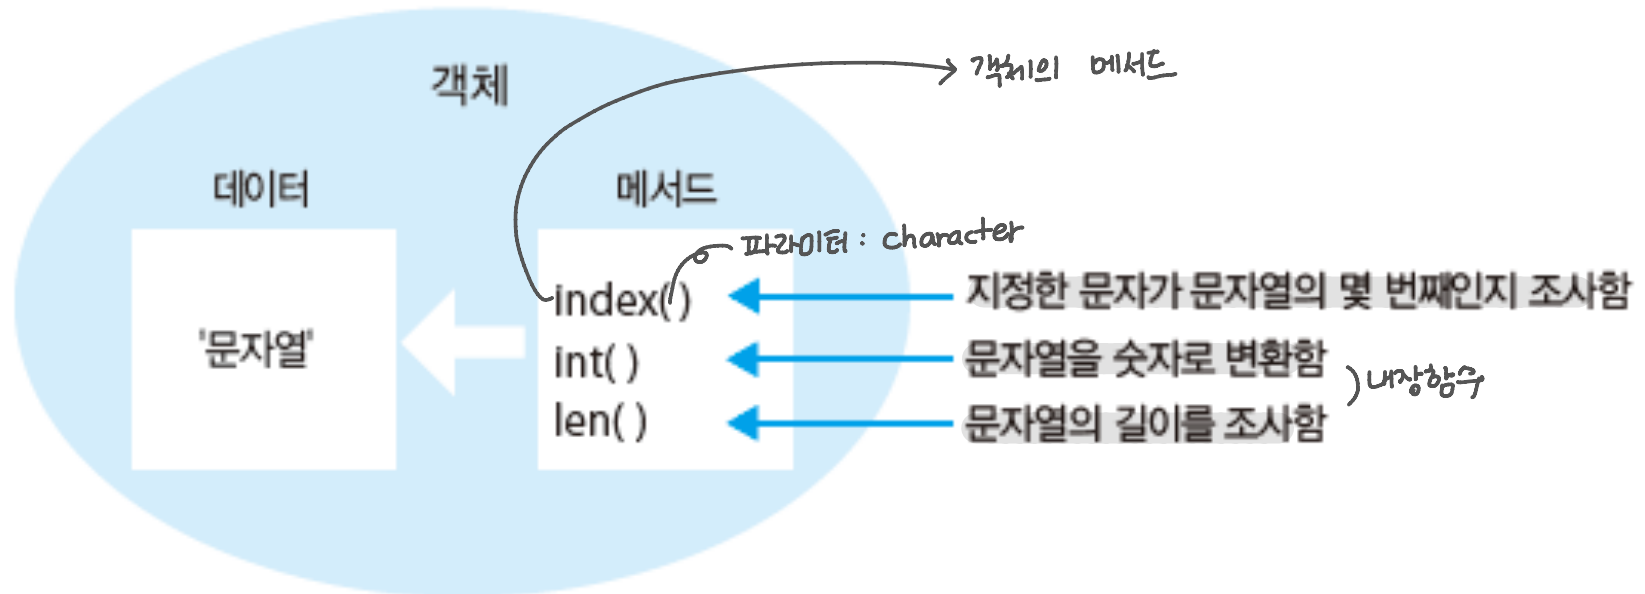 객체
객체의 메서드
데이터
메서드
파라미터 : character
'문자열'
index( )
지정한 문자가 문자열의 몇 번째인지 조사함
int( )
문자열을 숫자로 변환함
내장함수
len( )
문자열의 길이를 조사함